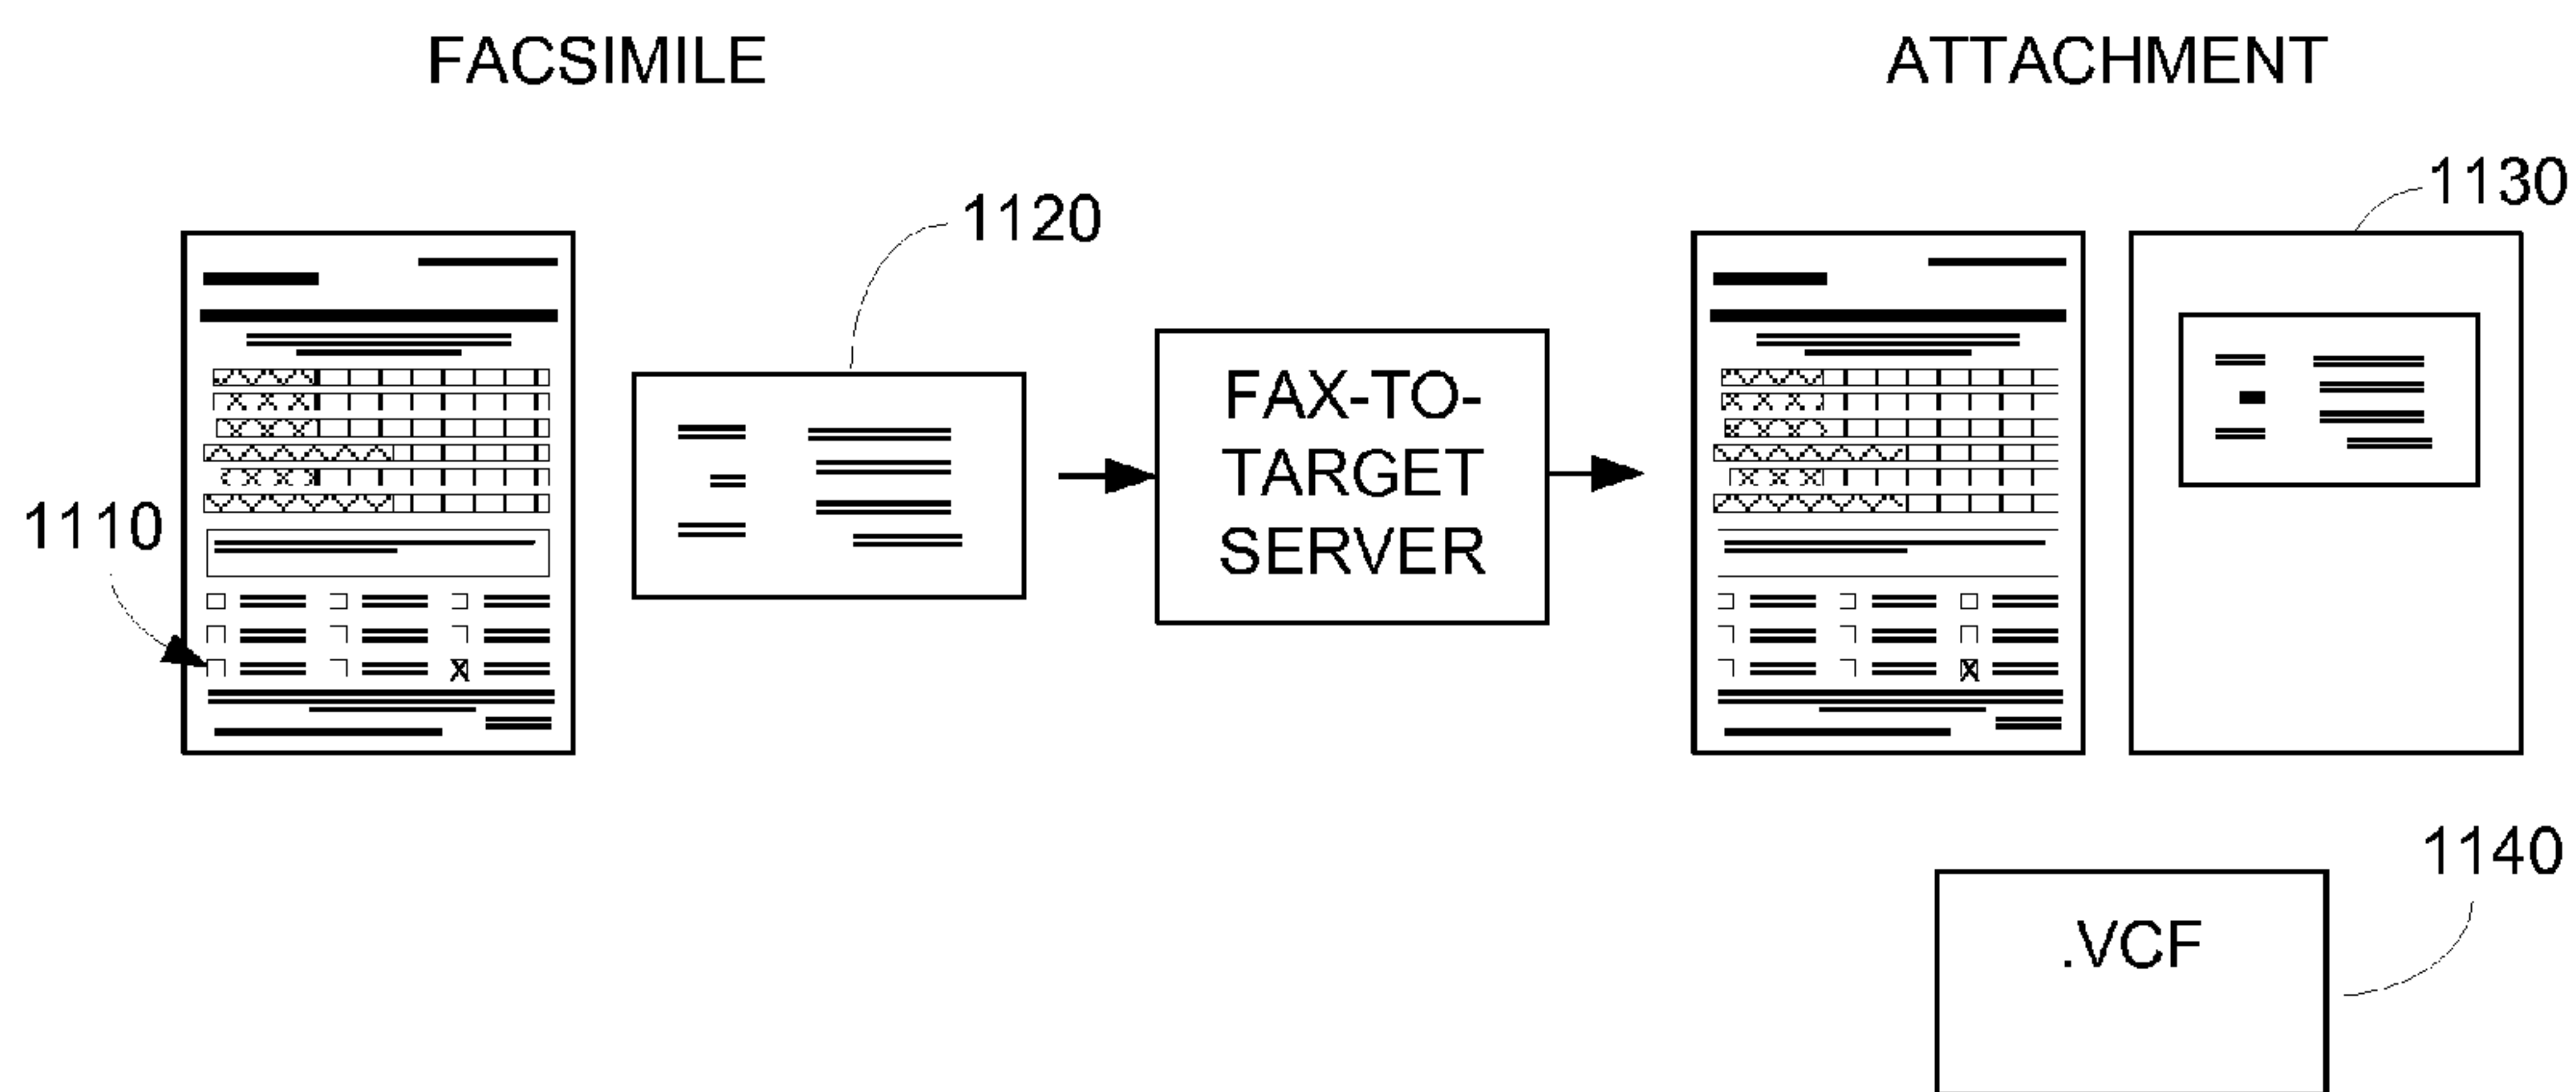 FACSIMILE
ATTACHMENT
1130
1120
FAX-TO-
TARGET
SERVER
1110
1140
.VCF